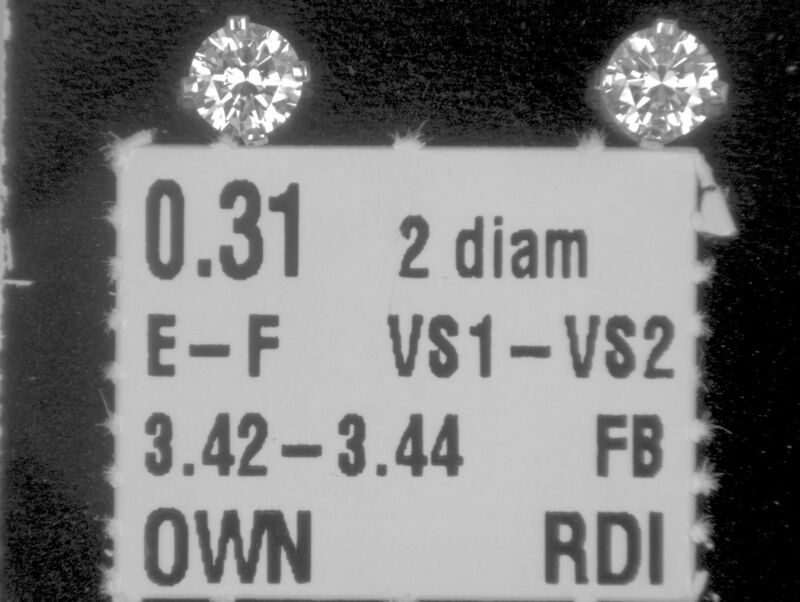 0.31 2 diam
E-F VS1-VS2
3.42-3.44 FB
OWN RDI